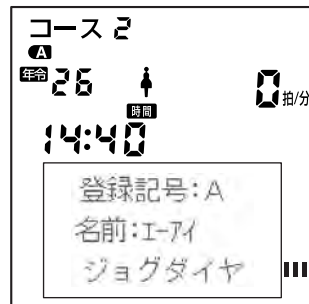 コース 2
A
年令 26 0 拍/分
時間
14:40
登録記号:A
名前:エーアイ
ジョグダイヤ